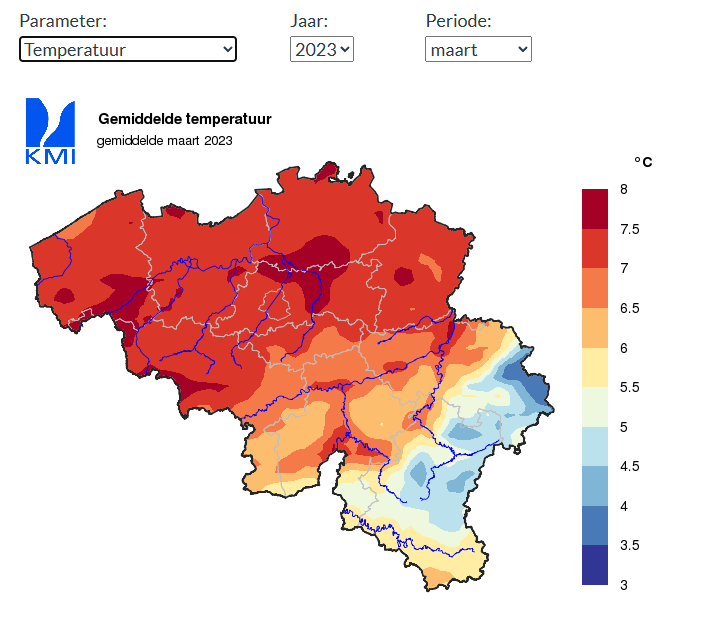 Parameter: Jaar: Periode:
Temperatuur 2023 maart
KMI
Gemiddelde temperatuur
gemiddelde maart 2023
°C
8
7.5
7
6.5
6
5.5
5
4.5
4
3.5
3